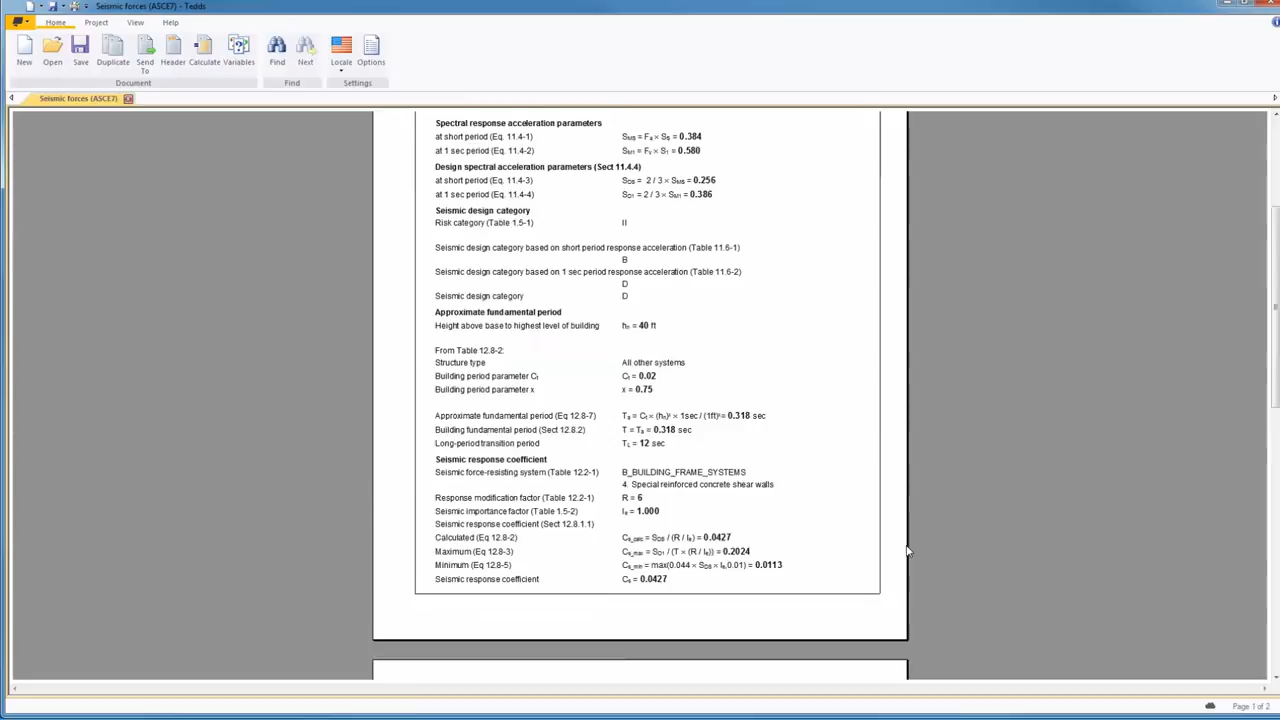 Seismic forces (ASCE7) - Tedds
Home Project View Help
New Open Save Duplicate Send To Header Calculate Variables Find Next Locale Options
Document Find Settings
Seismic forces (ASCE7)
Spectral response acceleration parameters
at short period (Eq. 11.4-1) SMS = Fa × SS = 0.384
at 1 sec period (Eq. 11.4-2) SM1 = Fv × S1 = 0.580
Design spectral acceleration parameters (Sect 11.4.4)
at short period (Eq. 11.4-3) SDS = 2 / 3 × SMS = 0.256
at 1 sec period (Eq. 11.4-4) SD1 = 2 / 3 × SM1 = 0.386
Seismic design category
Risk category (Table 1.5-1) II
Seismic design category based on short period response acceleration (Table 11.6-1)
B
Seismic design category based on 1 sec period response acceleration (Table 11.6-2)
D
Seismic design category D
Approximate fundamental period
Height above base to highest level of building hn = 40 ft
From Table 12.8-2:
Structure type All other systems
Building period parameter Ct Ct = 0.02
Building period parameter x x = 0.75
Approximate fundamental period (Eq 12.8-7) Ta = Ct × (hn)x × 1sec / (1ft)x = 0.318 sec
Building fundamental period (Sect 12.8.2) T = Ta = 0.318 sec
Long-period transition period TL = 12 sec
Seismic response coefficient
Seismic force-resisting system (Table 12.2-1) B_BUILDING_FRAME_SYSTEMS
4. Special reinforced concrete shear walls
Response modification factor (Table 12.2-1) R = 6
Seismic importance factor (Table 1.5-2) Ie = 1.000
Seismic response coefficient (Sect 12.8.1.1)
Calculated (Eq 12.8-2) Cs_calc = SDS / (R / Ie) = 0.0427
Maximum (Eq 12.8-3) Cs_max = SD1 / (T × (R / Ie)) = 0.2024
Minimum (Eq 12.8-5) Cs_min = max(0.044 × SDS × Ie,0.01) = 0.0113
Seismic response coefficient Cs = 0.0427
Page 1 of 2